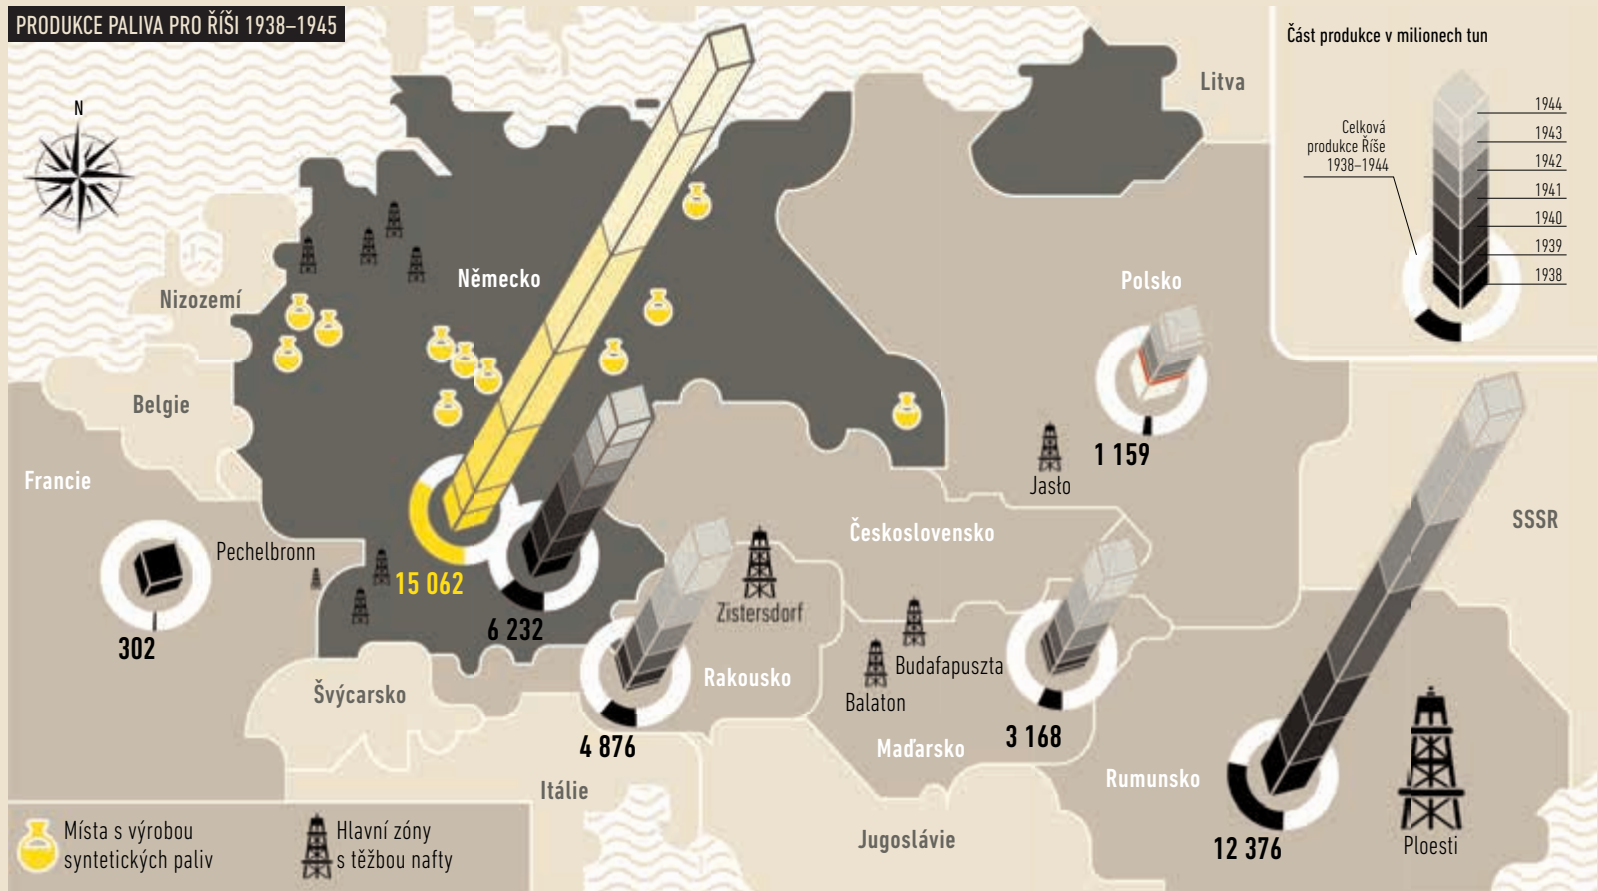 PRODUKCE PALIVA PRO ŘÍŠI 1938–1945
N
Část produkce v milionech tun
1944
1943
1942
1941
1940
1939
1938
Celková
produkce Říše
1938–1944
Litva
Německo
Polsko
Nizozemí
Belgie
Francie
1 159
Jasło
SSSR
Československo
Pechelbronn
15 062
Zistersdorf
302
6 232
Budafapuszta
Rakousko
Švýcarsko
Balaton
4 876
Maďarsko
3 168
Rumunsko
Itálie
Jugoslávie
12 376
Ploesti
Místa s výrobou
syntetických paliv
Hlavní zóny
s těžbou nafty